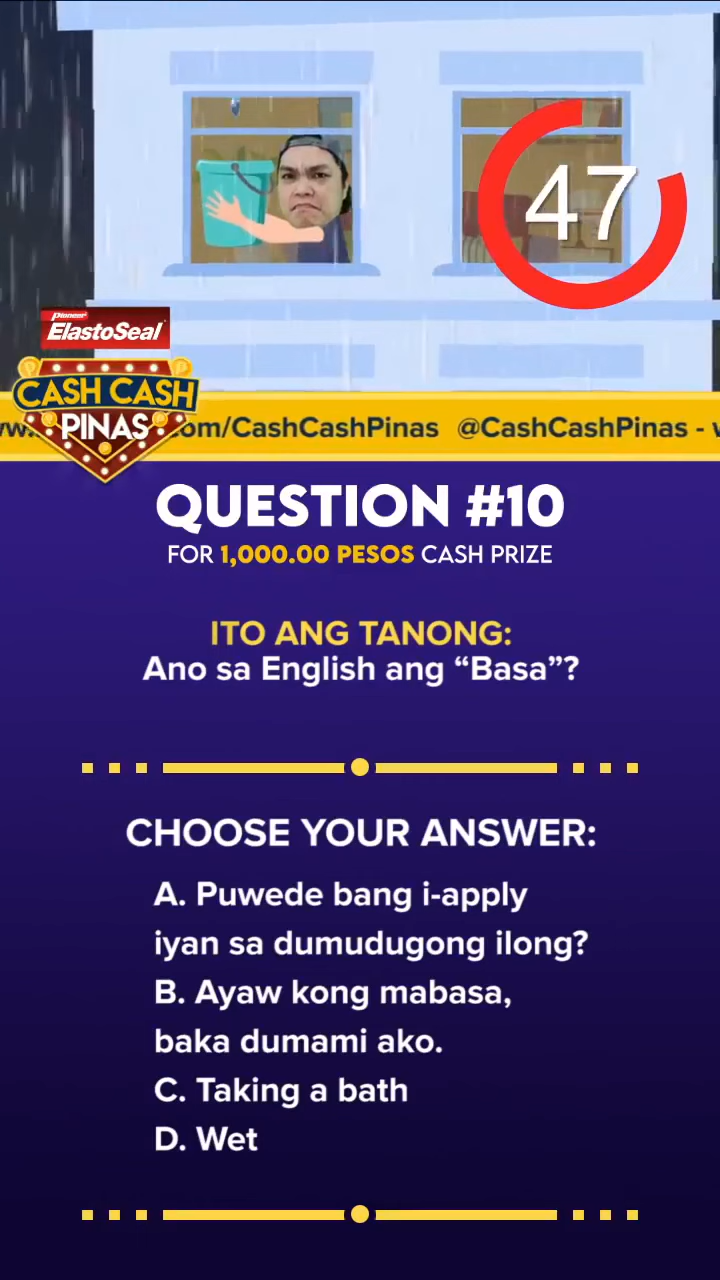 47
Pioneer
ElastoSeal
CASH CASH
PINAS
om/CashCashPinas @CashCashPinas -
QUESTION #10
FOR 1,000.00 PESOS CASH PRIZE
ITO ANG TANONG:
Ano sa English ang “Basa”?
CHOOSE YOUR ANSWER:
A. Puwede bang i-apply
iyan sa dumudugong ilong?
B. Ayaw kong mabasa,
baka dumami ako.
C. Taking a bath
D. Wet